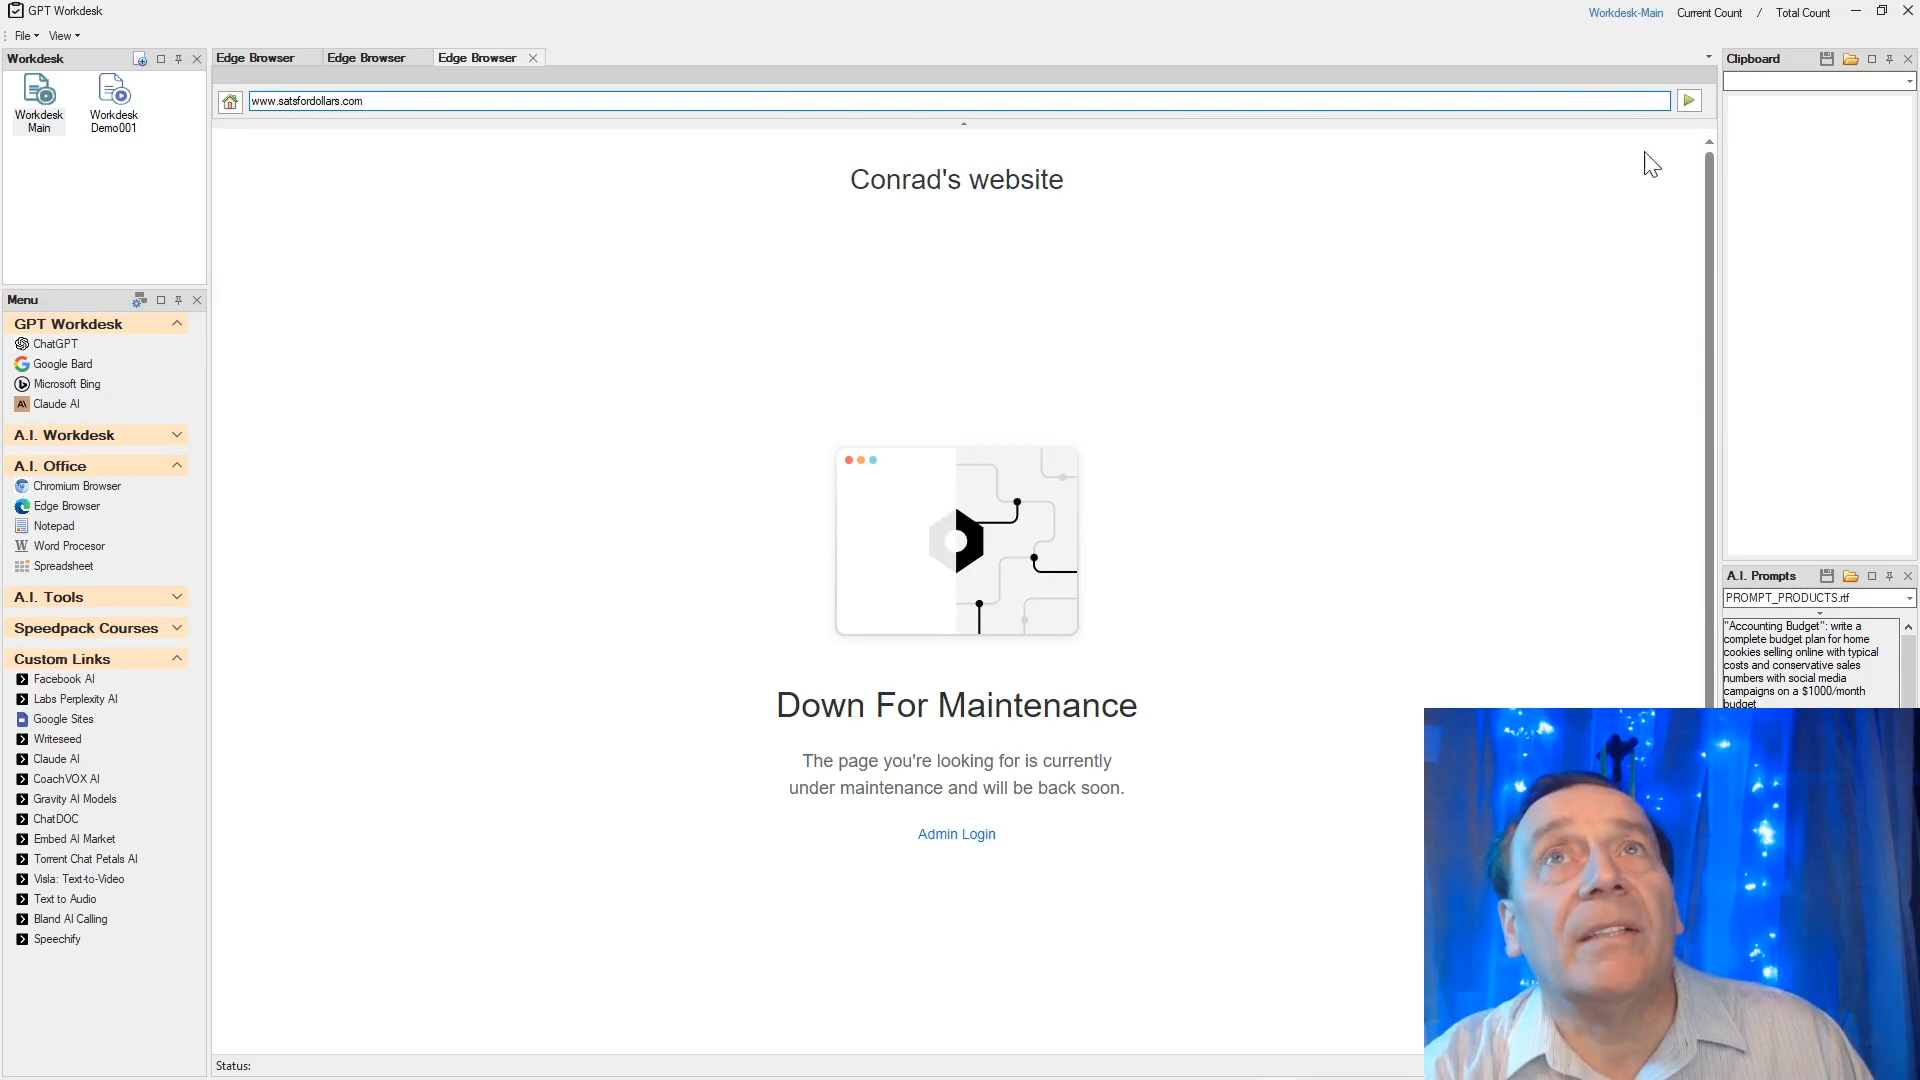 GPT Workdesk
Workdesk-Main Current Count / Total Count
File View
Workdesk
Workdesk Main
Workdesk Demo001
Menu
GPT Workdesk
ChatGPT
Google Bard
Microsoft Bing
Claude AI
A.I. Workdesk
A.I. Office
Chromium Browser
Edge Browser
Notepad
Word Procesor
Spreadsheet
A.I. Tools
Speedpack Courses
Custom Links
Facebook AI
Labs Perplexity AI
Google Sites
Writeseed
Claude AI
CoachVOX AI
Gravity AI Models
ChatDOC
Embed AI Market
Torrent Chat Petals AI
Visla: Text-to-Video
Text to Audio
Bland AI Calling
Speechify
Edge Browser Edge Browser Edge Browser
www.satsfordollars.com
Conrad's website
Down For Maintenance
The page you're looking for is currently
under maintenance and will be back soon.
Admin Login
Status:
Clipboard
A.I. Prompts
PROMPT_PRODUCTS.rtf
"Accounting Budget": write a
complete budget plan for home
cookies selling online with typical
costs and conservative sales
numbers with social media
campaigns on a $1000/month
budget